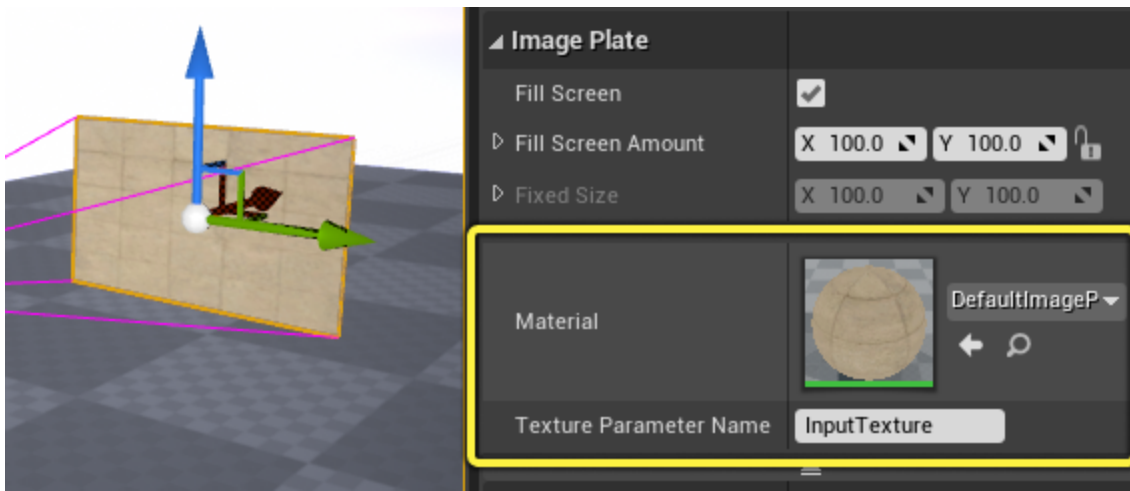 Image Plate
Fill Screen
Fill Screen Amount X 100.0 Y 100.0
Fixed Size X 100.0 Y 100.0
Material DefaultImageP
Texture Parameter Name InputTexture